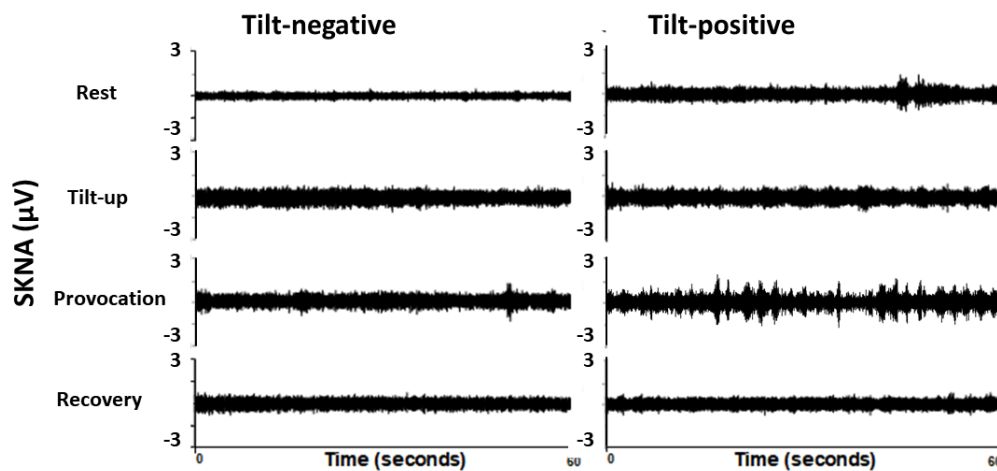 Tilt-negative
Tilt-positive
SKNA (µV)
Rest
3
-3
3
-3
Tilt-up
3
-3
3
-3
Provocation
3
-3
3
-3
Recovery
3
-3
3
-3
0
Time (seconds)
60
0
Time (seconds)